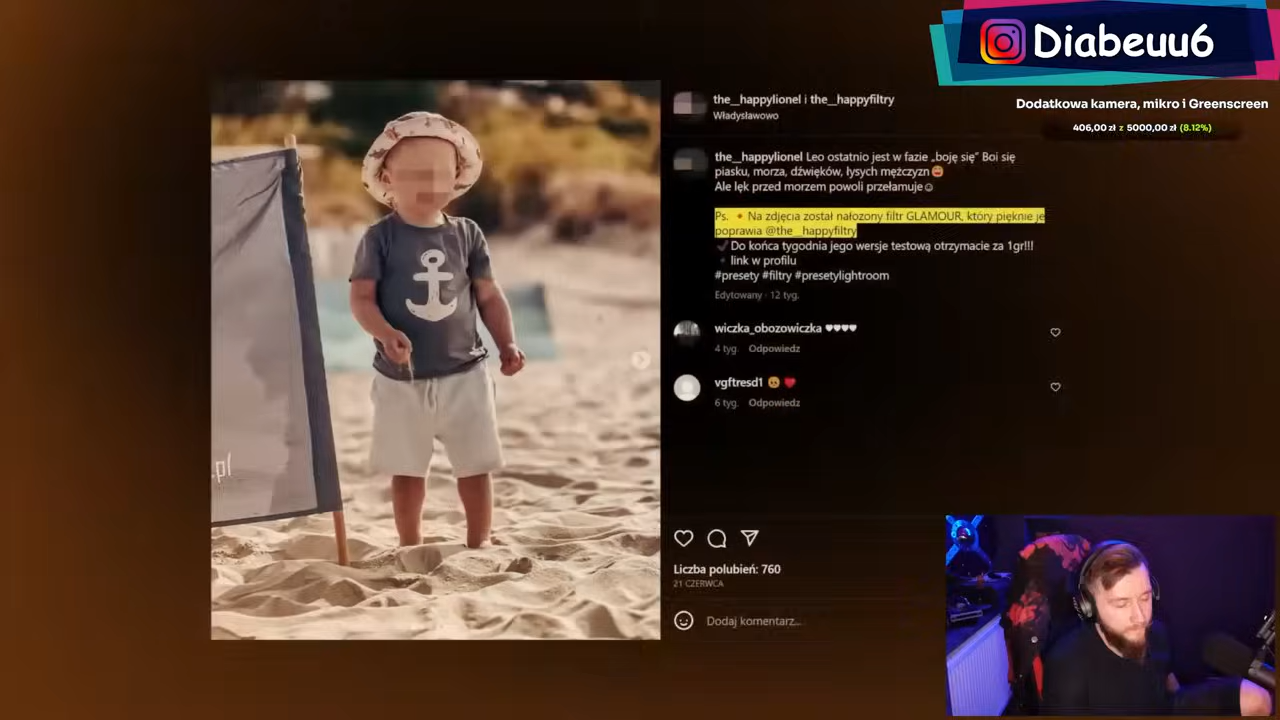 Diabeuu6
Dodatkowa kamera, mikro i Greenscreen
406,00 zł z 5000,00 zł (8.12%)
the__happylionel i the__happyfiltry
Władysławowo
the__happylionel Leo ostatnio jest w fazie „boję się” Boi się
piasku, morza, dźwięków, łysych mężczyzn
Ale lęk przed morzem powoli przełamuje☺
Ps. 🔸Na zdjęcia został nałozony filtr GLAMOUR, który pięknie je
poprawia @the__happyfiltry
✔Do końca tygodnia jego wersje testową otrzymacie za 1gr!!!
▪link w profilu
#presety #filtry #presetylightroom
Edytowany · 12 tyg.
wiczka_obozowiczka ♥♥♥♥
4 tyg. Odpowiedz
vgftresd1 🥺❤
6 tyg. Odpowiedz
.pl
Liczba polubień: 760
21 CZERWCA
Dodaj komentarz...